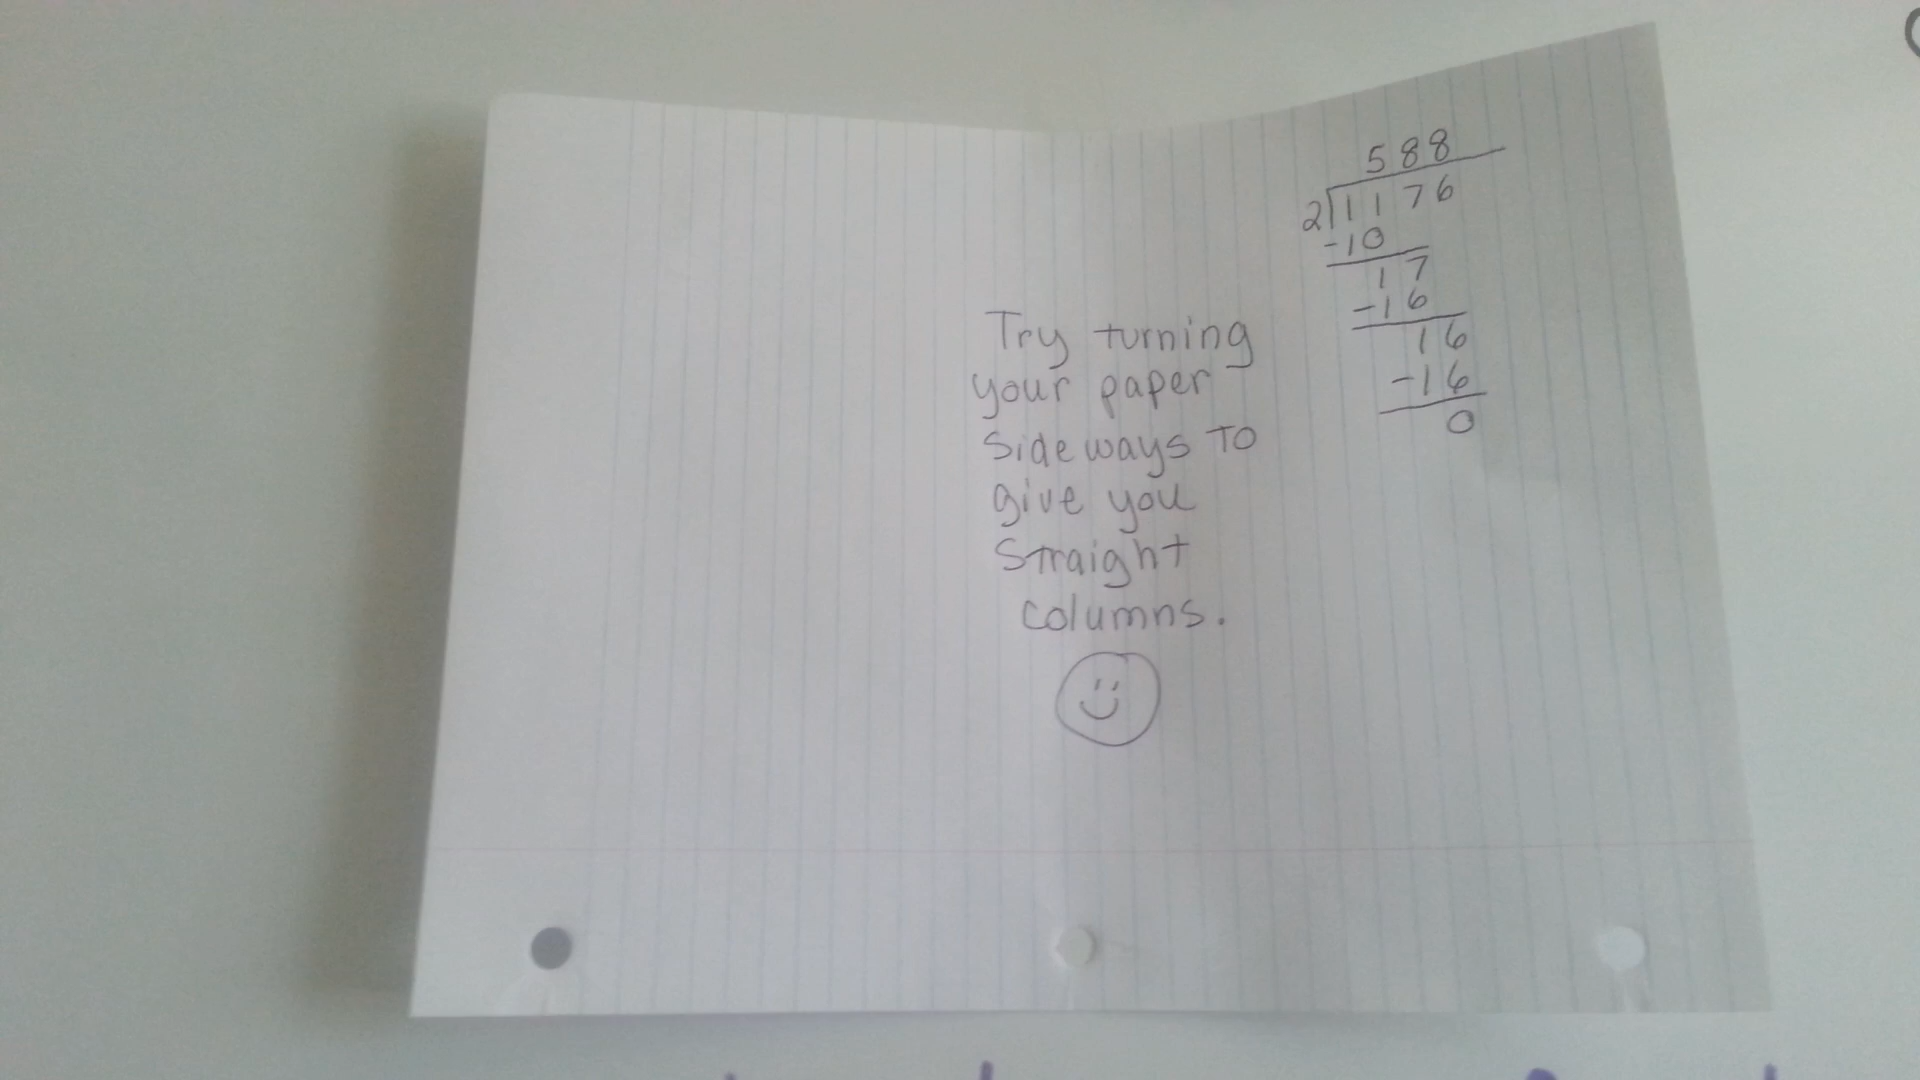 588
2)1176
-10
17
-16
16
-16
0
Try turning
your paper
sideways to
give you
straight
columns.